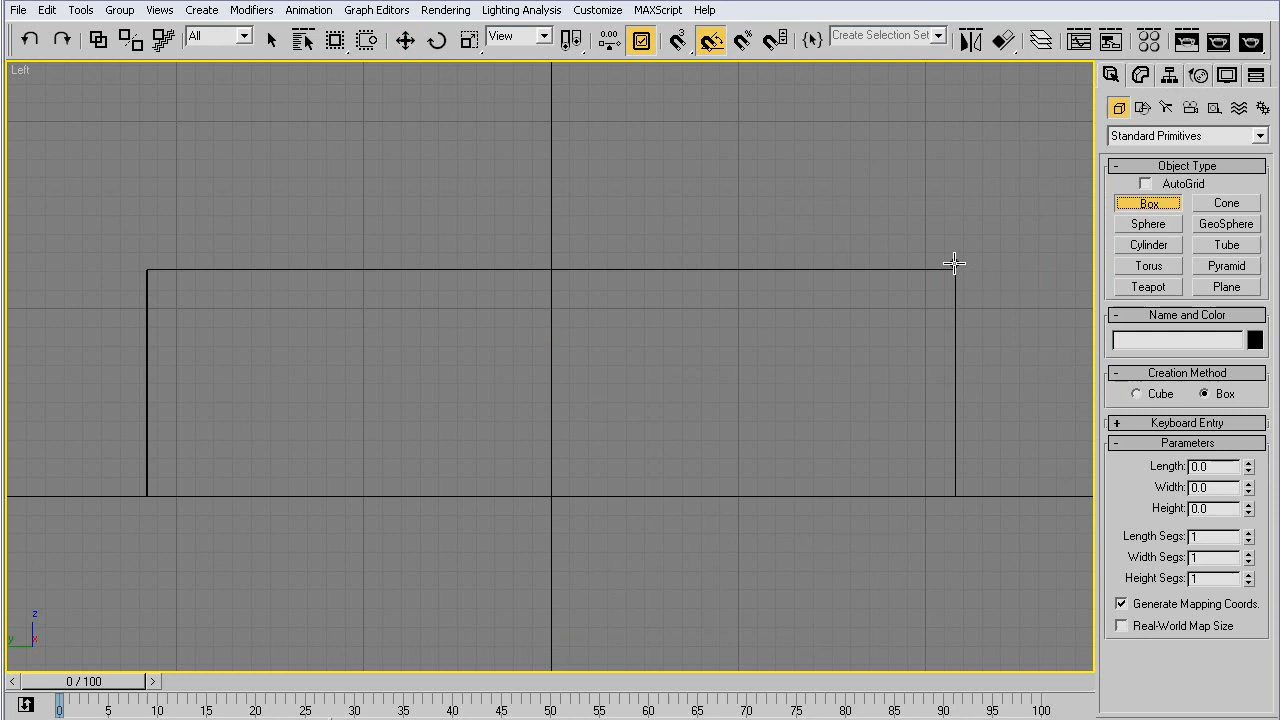 File Edit Tools Group Views Create Modifiers Animation Graph Editors Rendering Lighting Analysis Customize MAXScript Help
All View 0.00 3 % Create Selection Set
Left
Standard Primitives
- Object Type
AutoGrid
Box Cone
Sphere GeoSphere
Cylinder Tube
Torus Pyramid
Teapot Plane
- Name and Color
- Creation Method
Cube Box
+ Keyboard Entry
- Parameters
Length: 0.0
Width: 0.0
Height: 0.0
Length Segs: 1
Width Segs: 1
Height Segs: 1
Generate Mapping Coords.
Real-World Map Size
z
y x
< 0 / 100 >
0 5 10 15 20 25 30 35 40 45 50 55 60 65 70 75 80 85 90 95 100